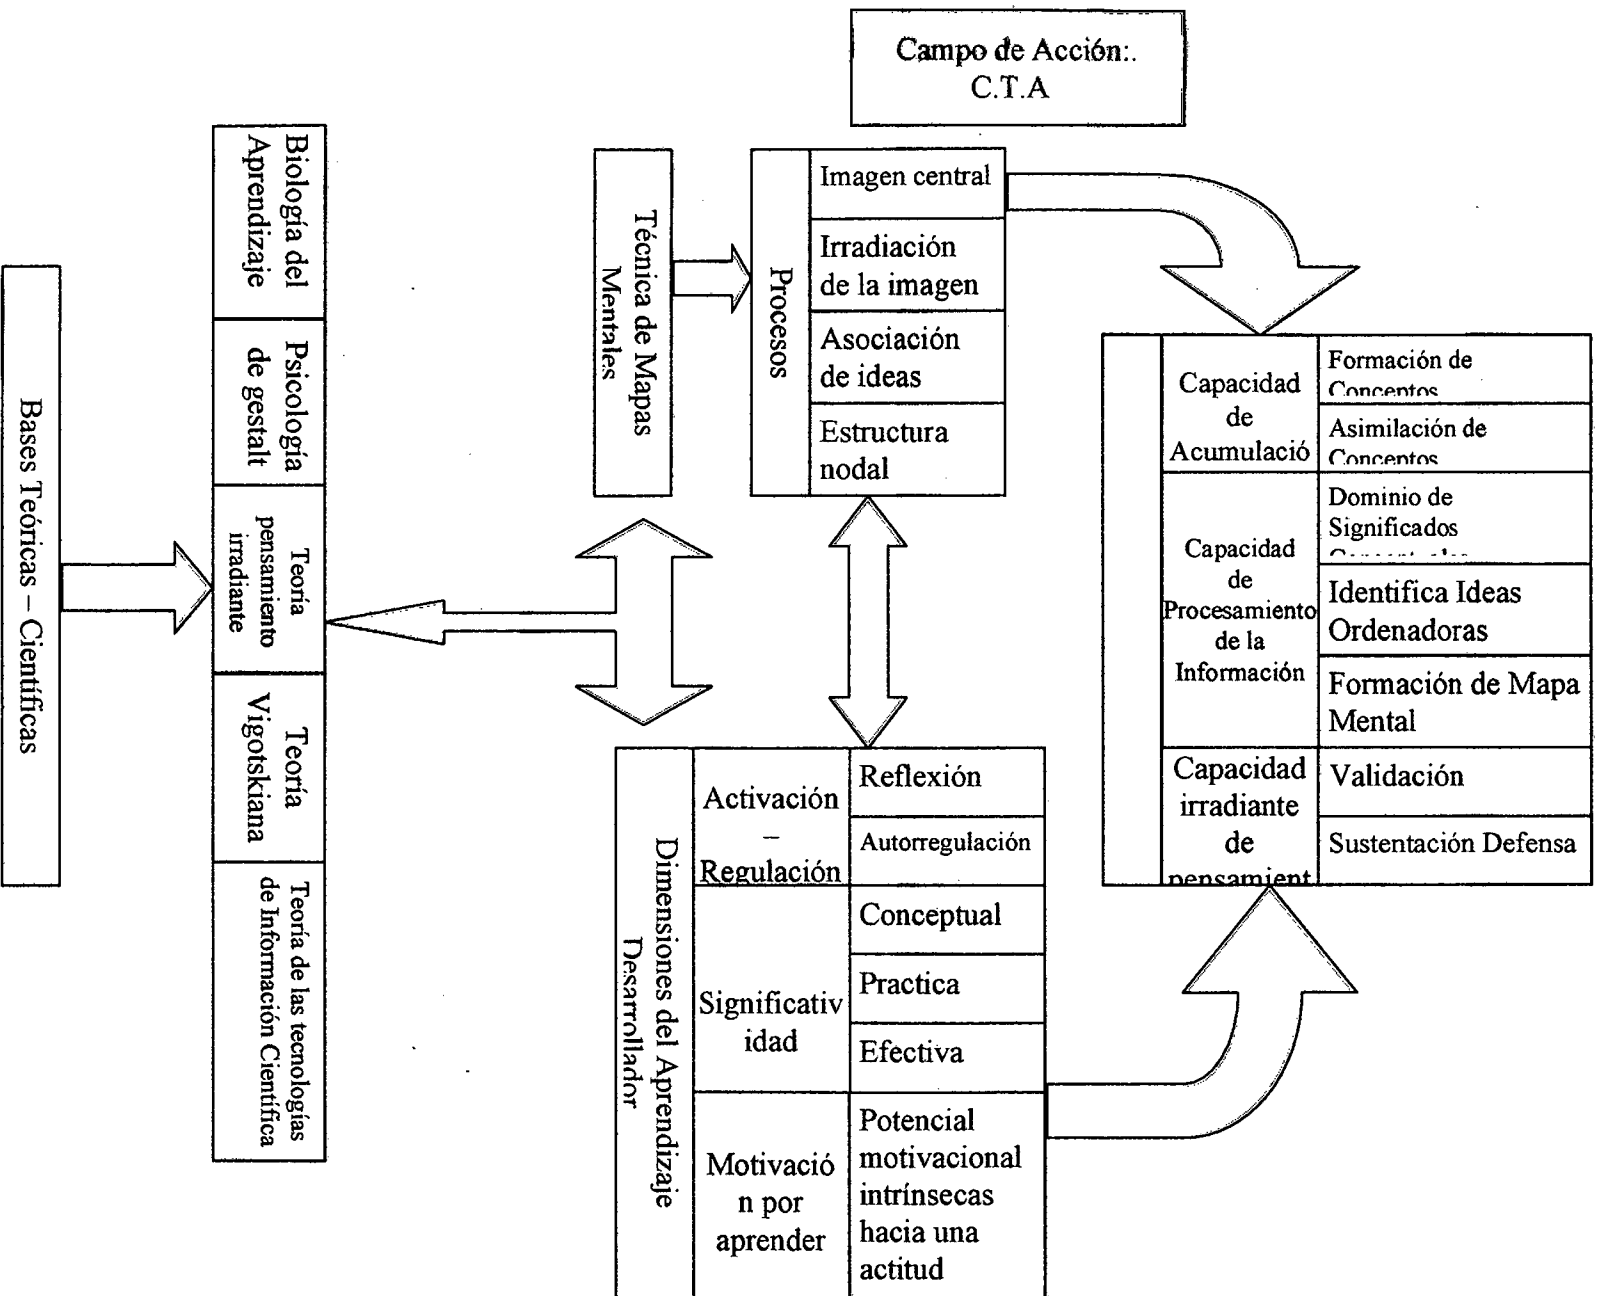 Campo de Acción:.
C.T.A
Bases Teóricas – Científicas
Biología del
Aprendizaje
Psicología
de gestalt
Teoría
pensamiento
irradiante
Teoría
Vigotskiana
Teoría de las tecnologías
de Información Científica
Técnica de Mapas
Mentales
Procesos
Imagen central
Irradiación
de la imagen
Asociación
de ideas
Estructura
nodal
Dimensiones del Aprendizaje
Desarrollador
Activación
–
Regulación
Reflexión
Autorregulación
Significativ
idad
Conceptual
Practica
Efectiva
Motivació
n por
aprender
Potencial
motivacional
intrínsecas
hacia una
actitud
Capacidad
de
Acumulació
Formación de
Conceptos
Asimilación de
Conceptos
Capacidad
de
Procesamiento
de la
Información
Dominio de
Significados
Identifica Ideas
Ordenadoras
Formación de Mapa
Mental
Capacidad
irradiante
de
pensamient
Validación
Sustentación Defensa